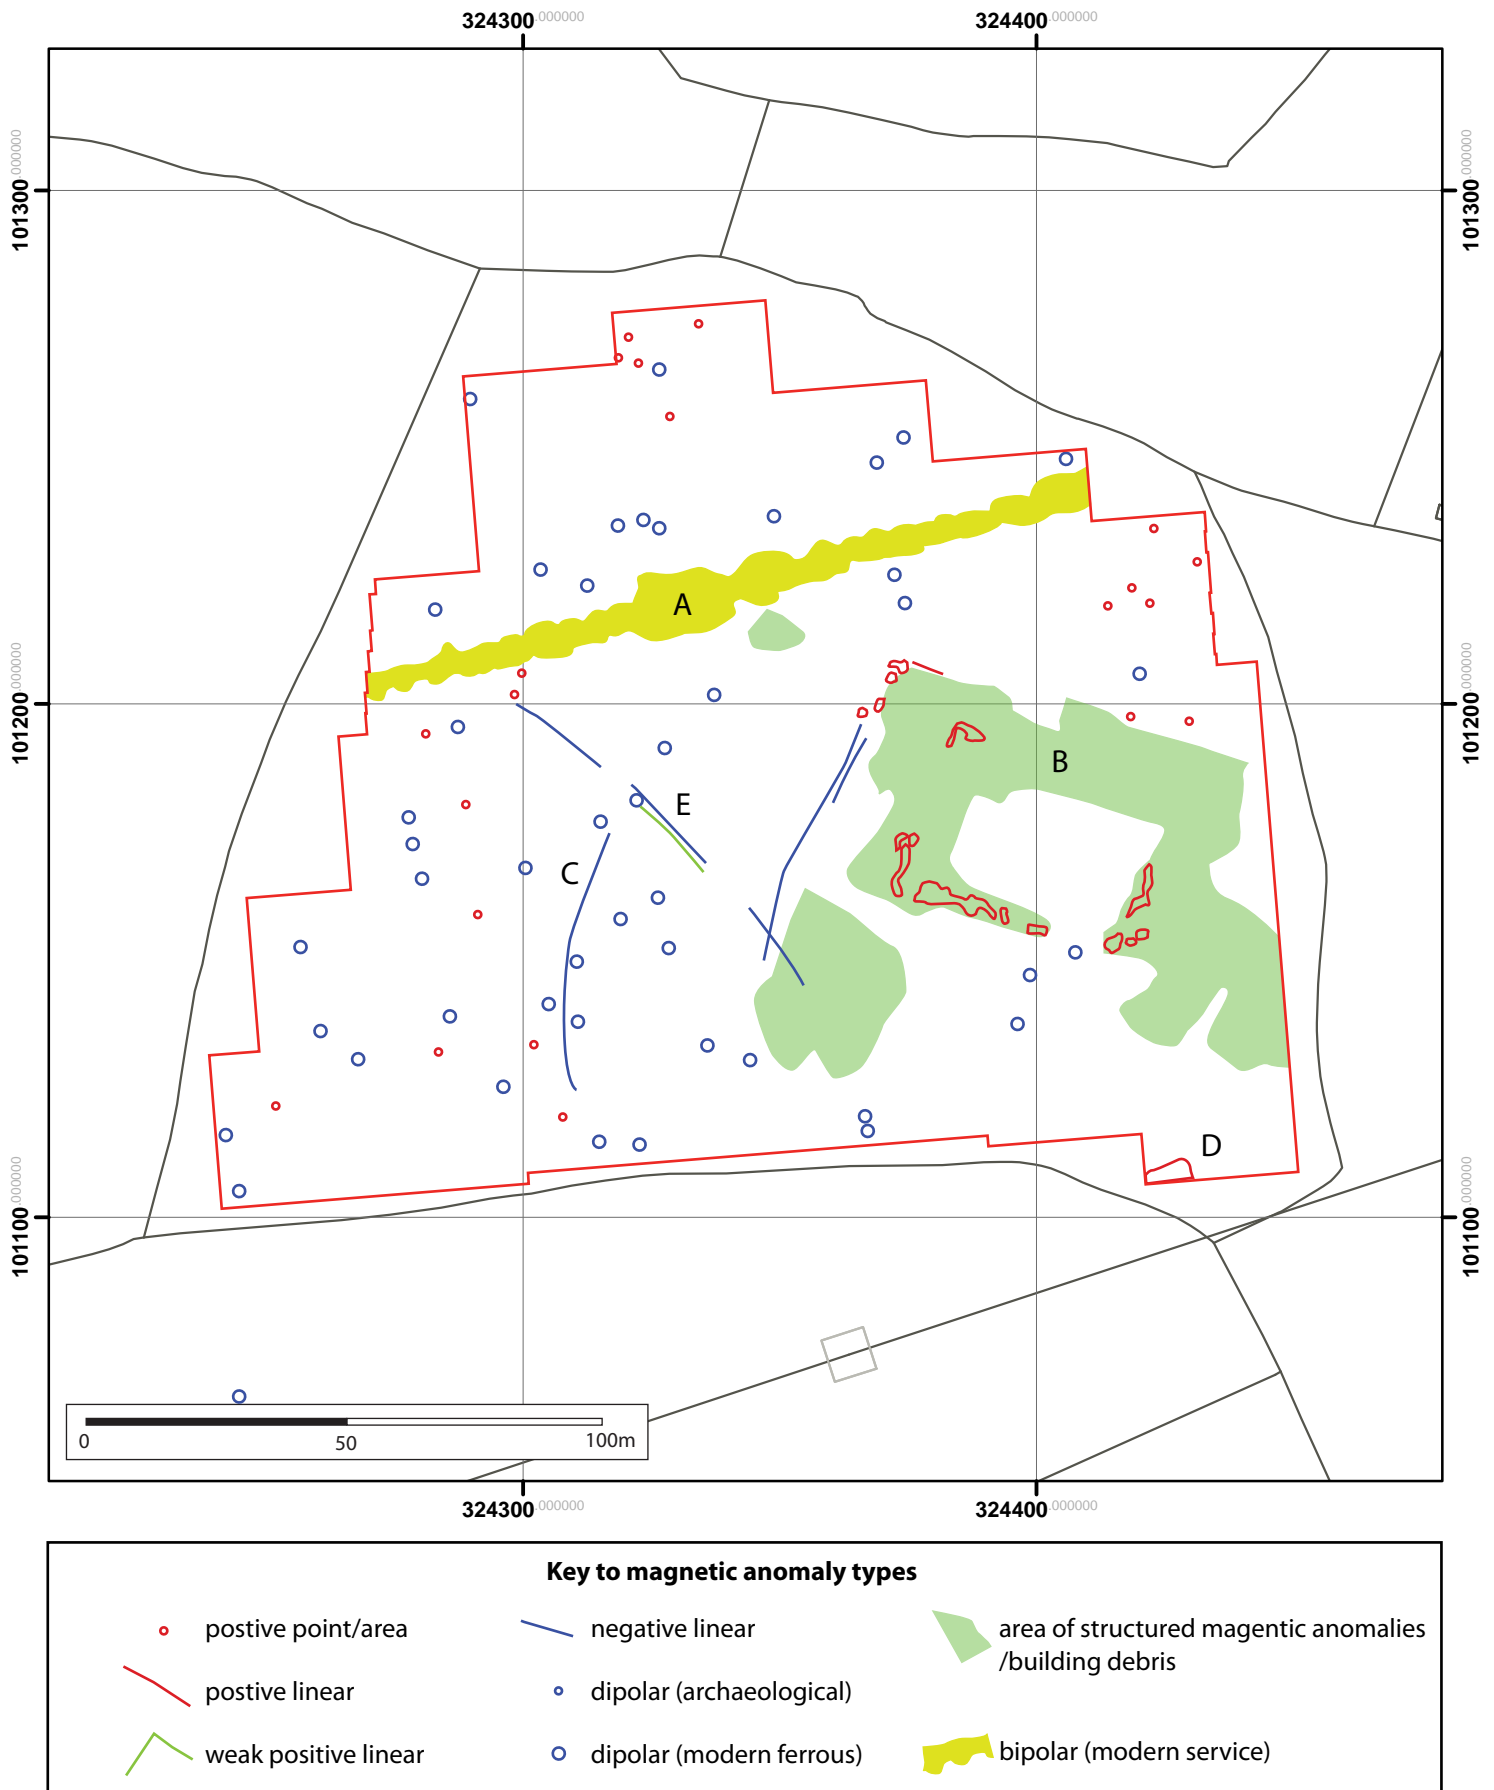 324300.000000 324400.000000
101300.000000 101300.000000
A
101200.000000 101200.000000
B
E
C
D
101100.000000 101100.000000
0 50 100m
324300.000000 324400.000000
Key to magnetic anomaly types
postive point/area
negative linear
area of structured magentic anomalies
/building debris
postive linear
dipolar (archaeological)
weak positive linear
dipolar (modern ferrous)
bipolar (modern service)